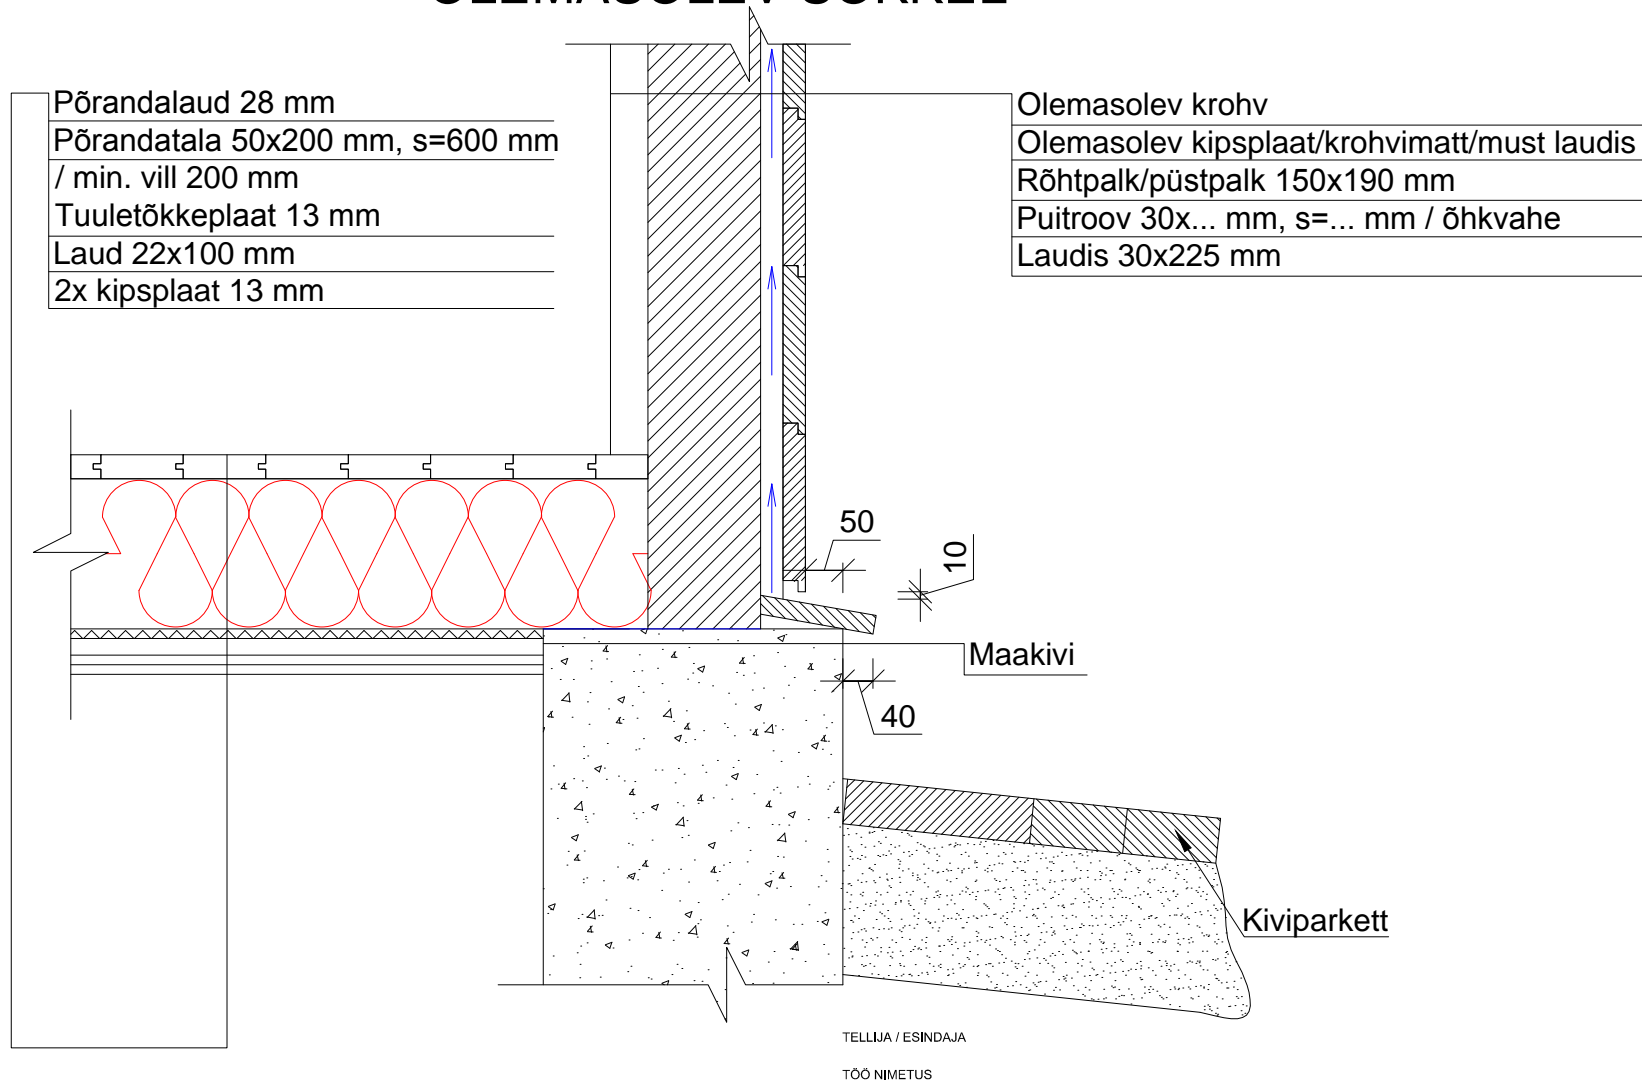 OLEMASOLEV SOKKEL
Põrandalaud 28 mm
Põrandatala 50x200 mm, s=600 mm
/ min. vill 200 mm
Tuuletõkkeplaat 13 mm
Laud 22x100 mm
2x kipsplaat 13 mm
Olemasolev krohv
Olemasolev kipsplaat/krohvimatt/must laudis
Rõhtpalk/püstpalk 150x190 mm
Puitroov 30x... mm, s=... mm / õhkvahe
Laudis 30x225 mm
50
10
Maakivi
40
Kiviparkett
TELLIJA / ESINDAJA
TÖÖ NIMETUS